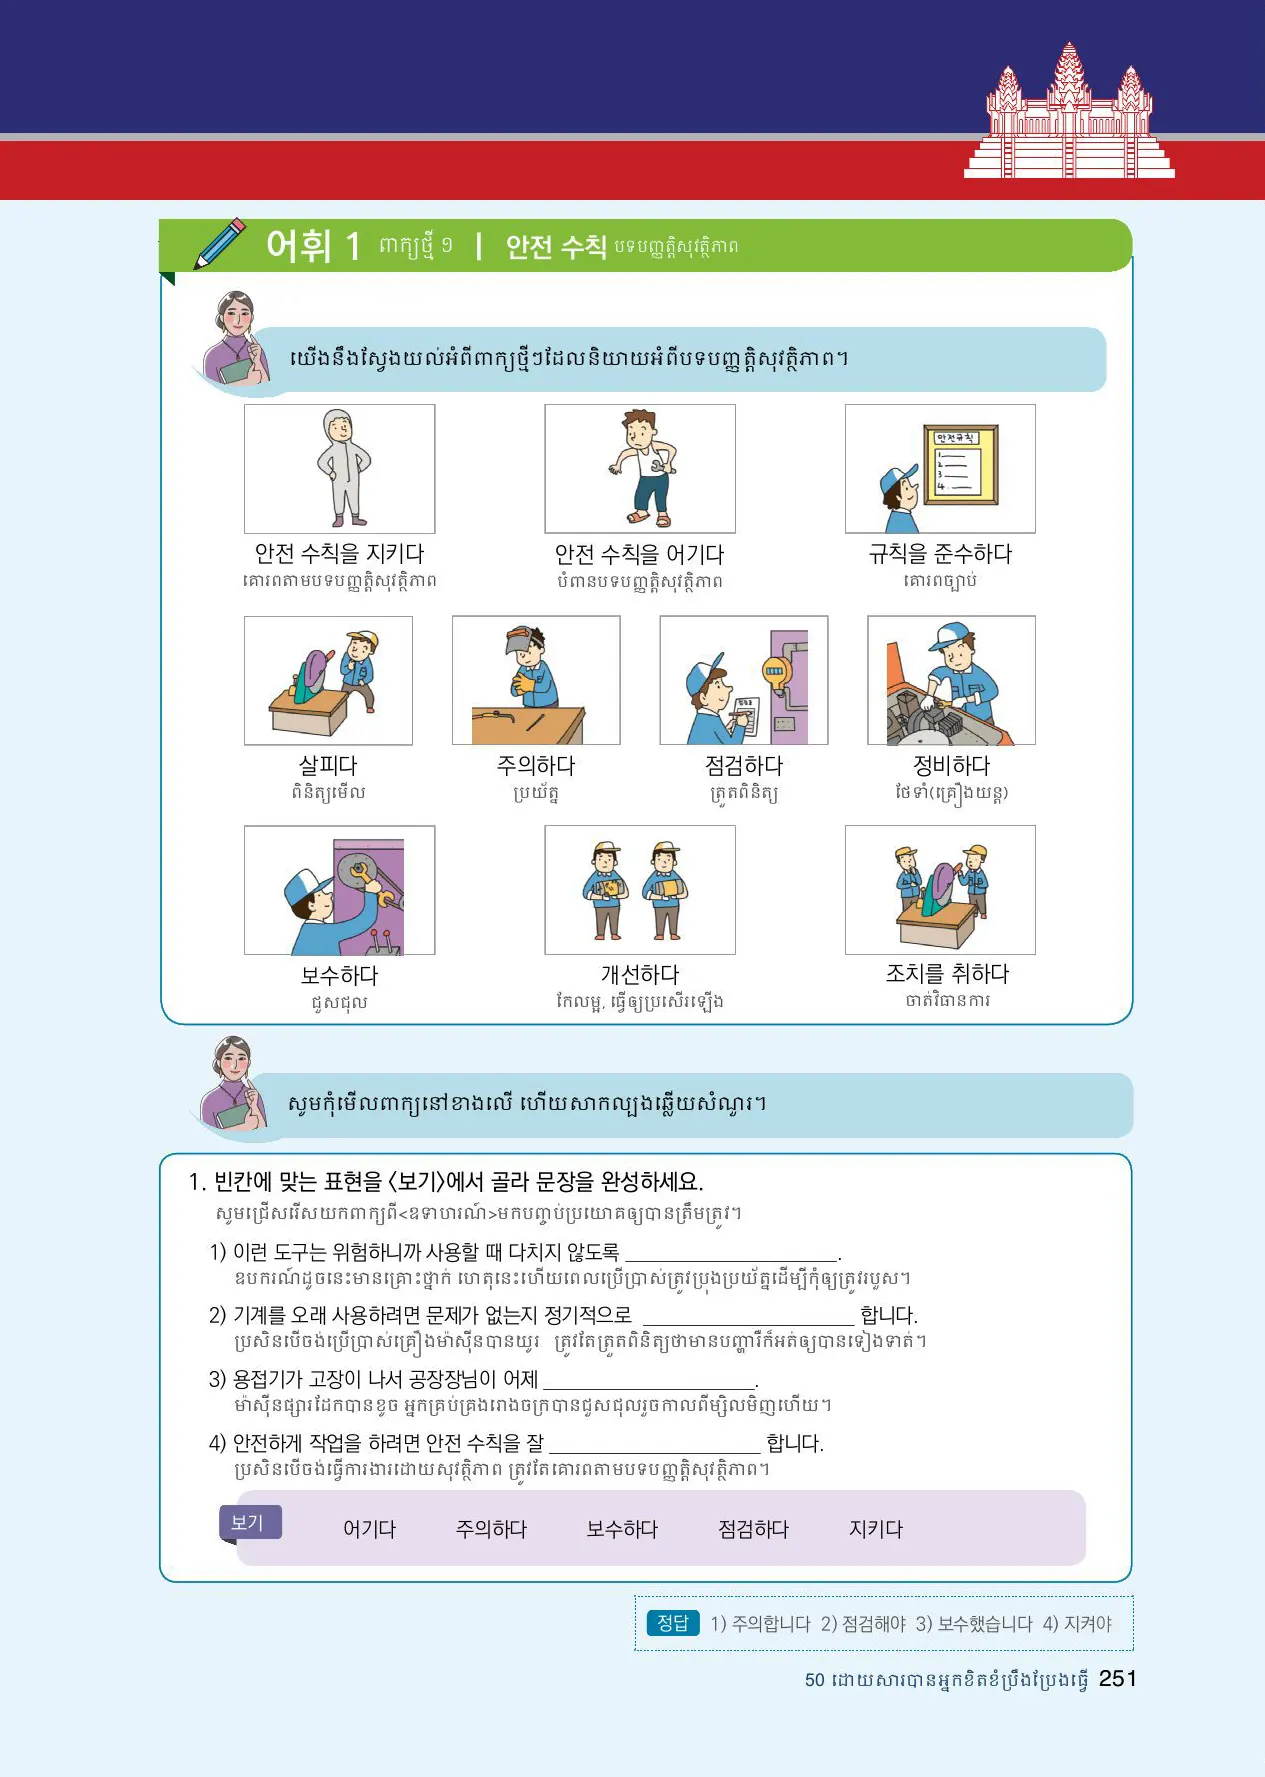 어휘 1 ពាក្យថ្មី ១ | 안전 수칙 បទបញ្ញត្តិសុវត្ថិភាព
យើងនឹងស្វែងយល់អំពីពាក្យថ្មីៗដែលនិយាយអំពីបទបញ្ញត្តិសុវត្ថិភាព។
안전규칙
1.
2
3
4.
안전 수칙을 지키다 안전 수칙을 어기다 규칙을 준수하다
គោរពតាមបទបញ្ញត្តិសុវត្ថិភាព បំពានបទបញ្ញត្តិសុវត្ថិភាព គោរពច្បាប់
살피다 주의하다 점검하다 정비하다
ពិនិត្យមើល ប្រយ័ត្ន ត្រួតពិនិត្យ ថែទាំ(គ្រឿងយន្ត)
보수하다 개선하다 조치를 취하다
ជួសជុល កែលម្អ, ធ្វើឲ្យប្រសើរឡើង ចាត់វិធានការ
សូមកុំមើលពាក្យនៅខាងលើ ហើយសាកល្បងឆ្លើយសំណួរ។
1. 빈칸에 맞는 표현을 〈보기〉에서 골라 문장을 완성하세요.
សូមជ្រើសរើសយកពាក្យពី<ឧទាហរណ៍>មកបញ្ចប់ប្រយោគឲ្យបានត្រឹមត្រូវ។
1) 이런 도구는 위험하니까 사용할 때 다치지 않도록 ____________________.
ឧបករណ៍ដូចនេះមានគ្រោះថ្នាក់ ហេតុនេះហើយពេលប្រើប្រាស់ត្រូវប្រុងប្រយ័ត្នដើម្បីកុំឲ្យត្រូវរបួស។
2) 기계를 오래 사용하려면 문제가 없는지 정기적으로 ____________________ 합니다.
ប្រសិនបើចង់ប្រើប្រាស់គ្រឿងម៉ាស៊ីនបានយូរ ត្រូវតែត្រួតពិនិត្យថាមានបញ្ហារឺក៏អត់ឲ្យបានទៀងទាត់។
3) 용접기가 고장이 나서 공장장님이 어제 ____________________.
ម៉ាស៊ីនផ្សារដែកបានខូច អ្នកគ្រប់គ្រងរោងចក្របានជួសជុលរួចកាលពីម្សិលមិញហើយ។
4) 안전하게 작업을 하려면 안전 수칙을 잘 ____________________ 합니다.
ប្រសិនបើចង់ធ្វើការងារដោយសុវត្ថិភាព ត្រូវតែគោរពតាមបទបញ្ញត្តិសុវត្ថិភាព។
보기 어기다 주의하다 보수하다 점검하다 지키다
정답 1) 주의합니다 2) 점검해야 3) 보수했습니다 4) 지켜야
50 ដោយសារបានអ្នកខិតខំប្រឹងប្រែងធ្វើ 251